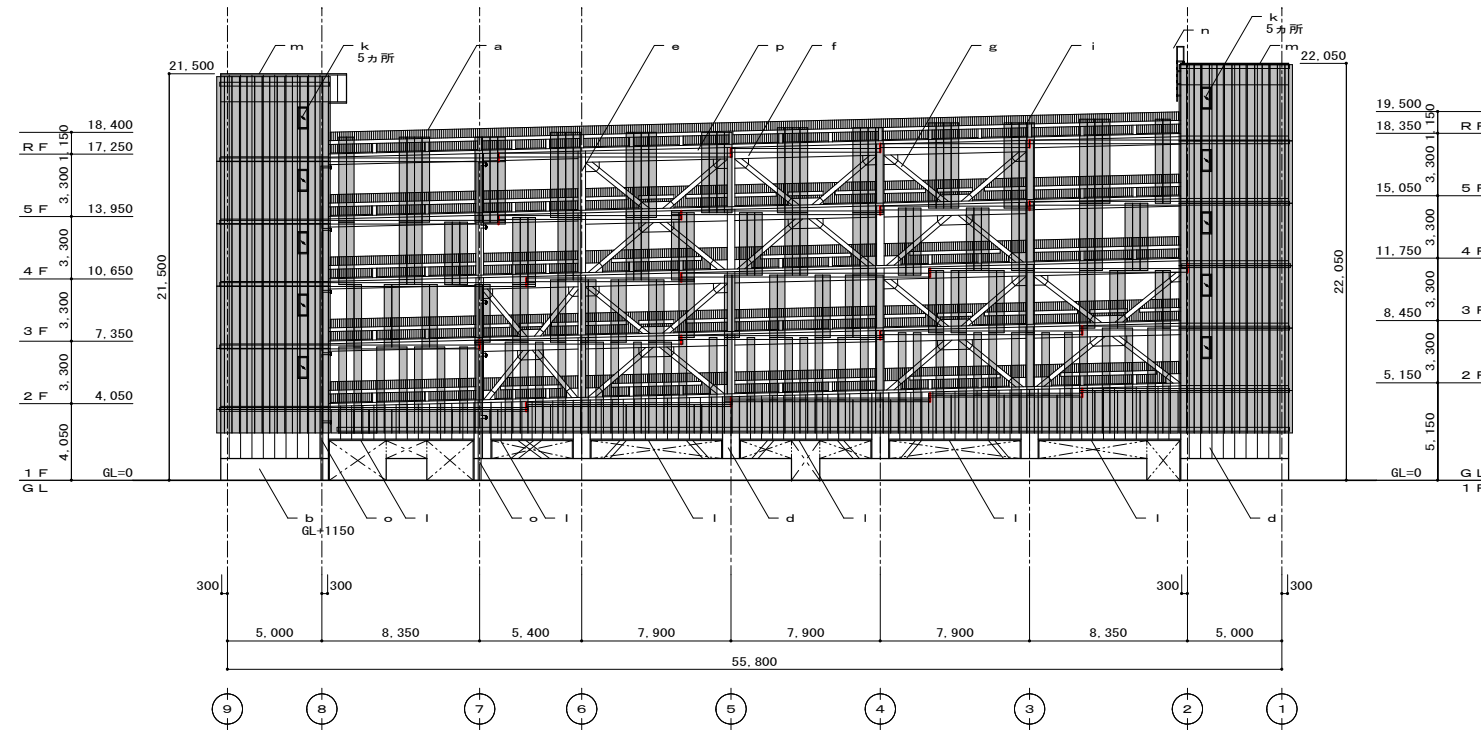 m
k
5ヵ所
a
e
p
f
g
i
n
k
5ヵ所
m
21,500
22,050
18,400
RF 17,250
1,150
3,300
5F 13,950
3,300
4F 10,650
3,300
3F 7,350
3,300
2F 4,050
4,050
1F GL=0
GL
21,500
19,500
18,350 RF
1,150
3,300
15,050 5F
3,300
11,750 4F
3,300
8,450 3F
3,300
5,150 2F
5,150
GL=0 GL
1F
22,050
b
GL+1150
o
l
o
l
l
d
l
l
l
d
300
300
300
300
5,000
8,350
5,400
7,900
7,900
7,900
8,350
5,000
55,800
9
8
7
6
5
4
3
2
1